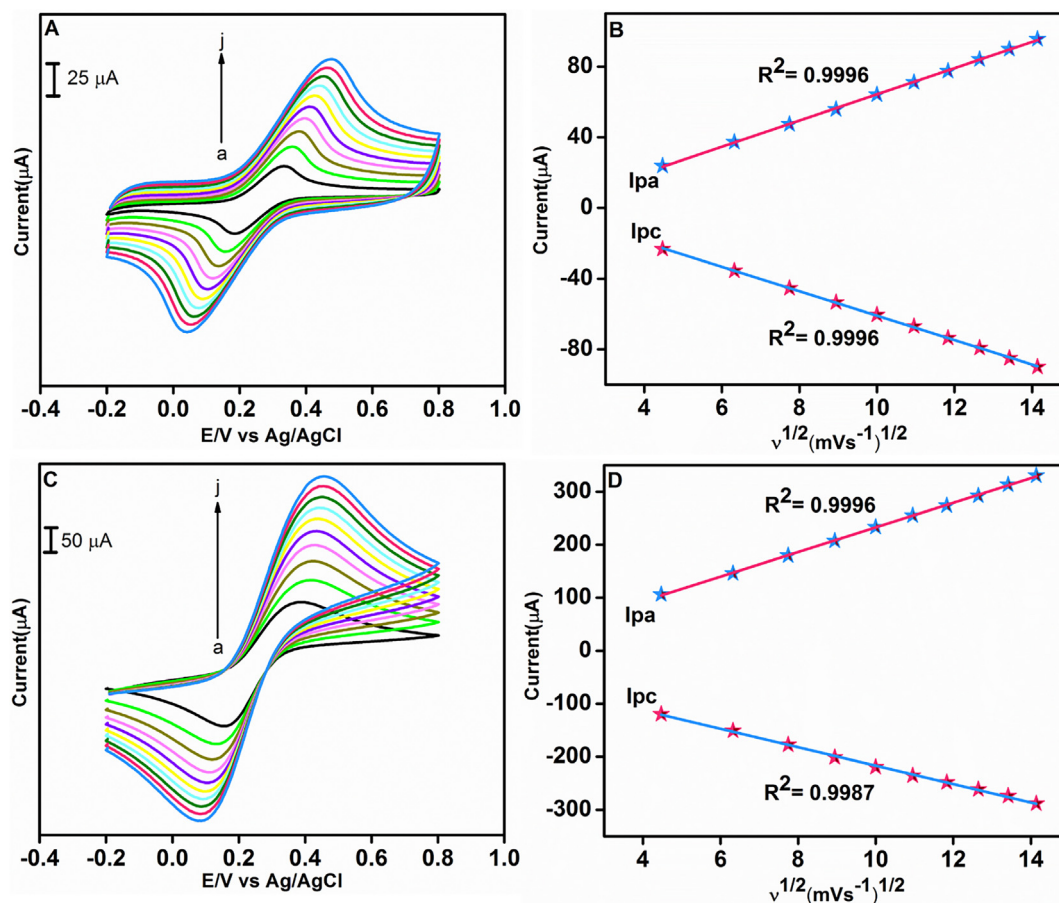 A
j
25 μA
a
Current(μA)
-0.4 -0.2 0.0 0.2 0.4 0.6 0.8 1.0
E/V vs Ag/AgCl
B
80
40
0
-40
-80
R²= 0.9996
Ipa
Ipc
R²= 0.9996
Current(μA)
4 6 8 10 12 14
ν^1/2(mVs^-1)^1/2
C
j
50 μA
a
Current(μA)
-0.4 -0.2 0.0 0.2 0.4 0.6 0.8 1.0
E/V vs Ag/AgCl
D
300
200
100
0
-100
-200
-300
R²= 0.9996
Ipa
Ipc
R²= 0.9987
Current(μA)
4 6 8 10 12 14
ν^1/2(mVs^-1)^1/2